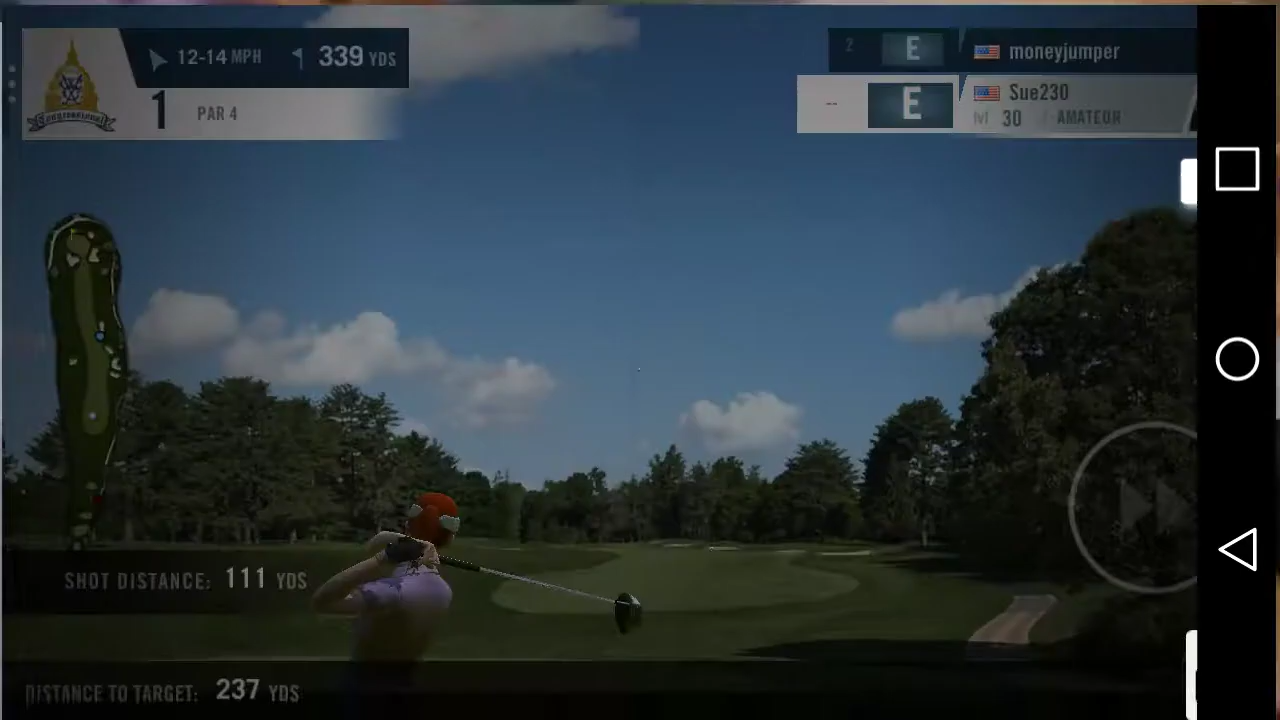 12-14 MPH 339 YDS
1 PAR 4
Congressional
2 E moneyjumper
-- E Sue230
lvl 30 / AMATEUR
SHOT DISTANCE: 111 YDS
DISTANCE TO TARGET: 237 YDS